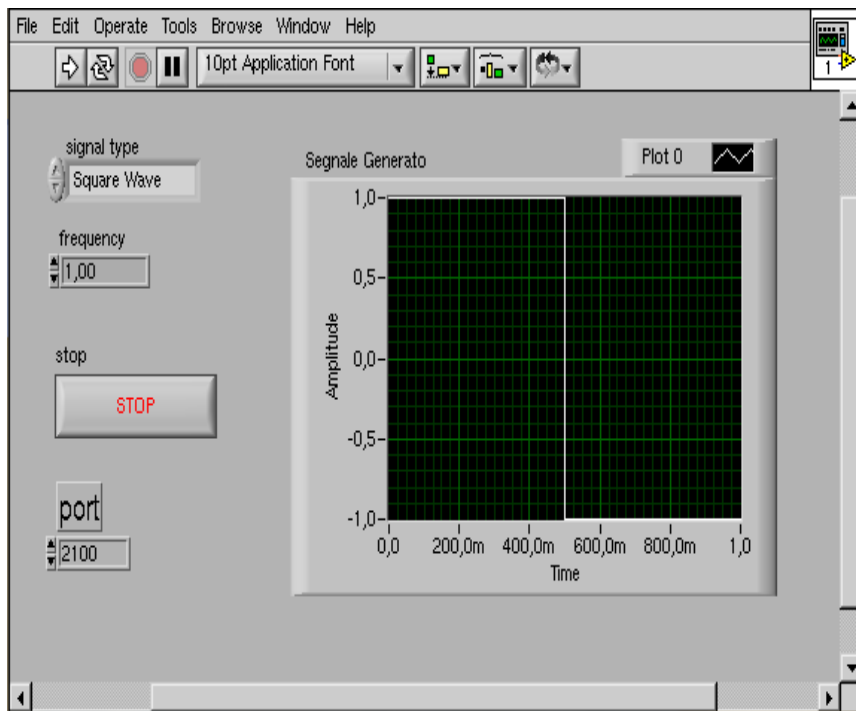 File Edit Operate Tools Browse Window Help
10pt Application Font
1
signal type
Square Wave
frequency
1,00
stop
STOP
port
2100
Segnale Generato
Plot 0
1,0
0,5
0,0
-0,5
-1,0
Amplitude
0,0 200,0m 400,0m 600,0m 800,0m 1,0
Time